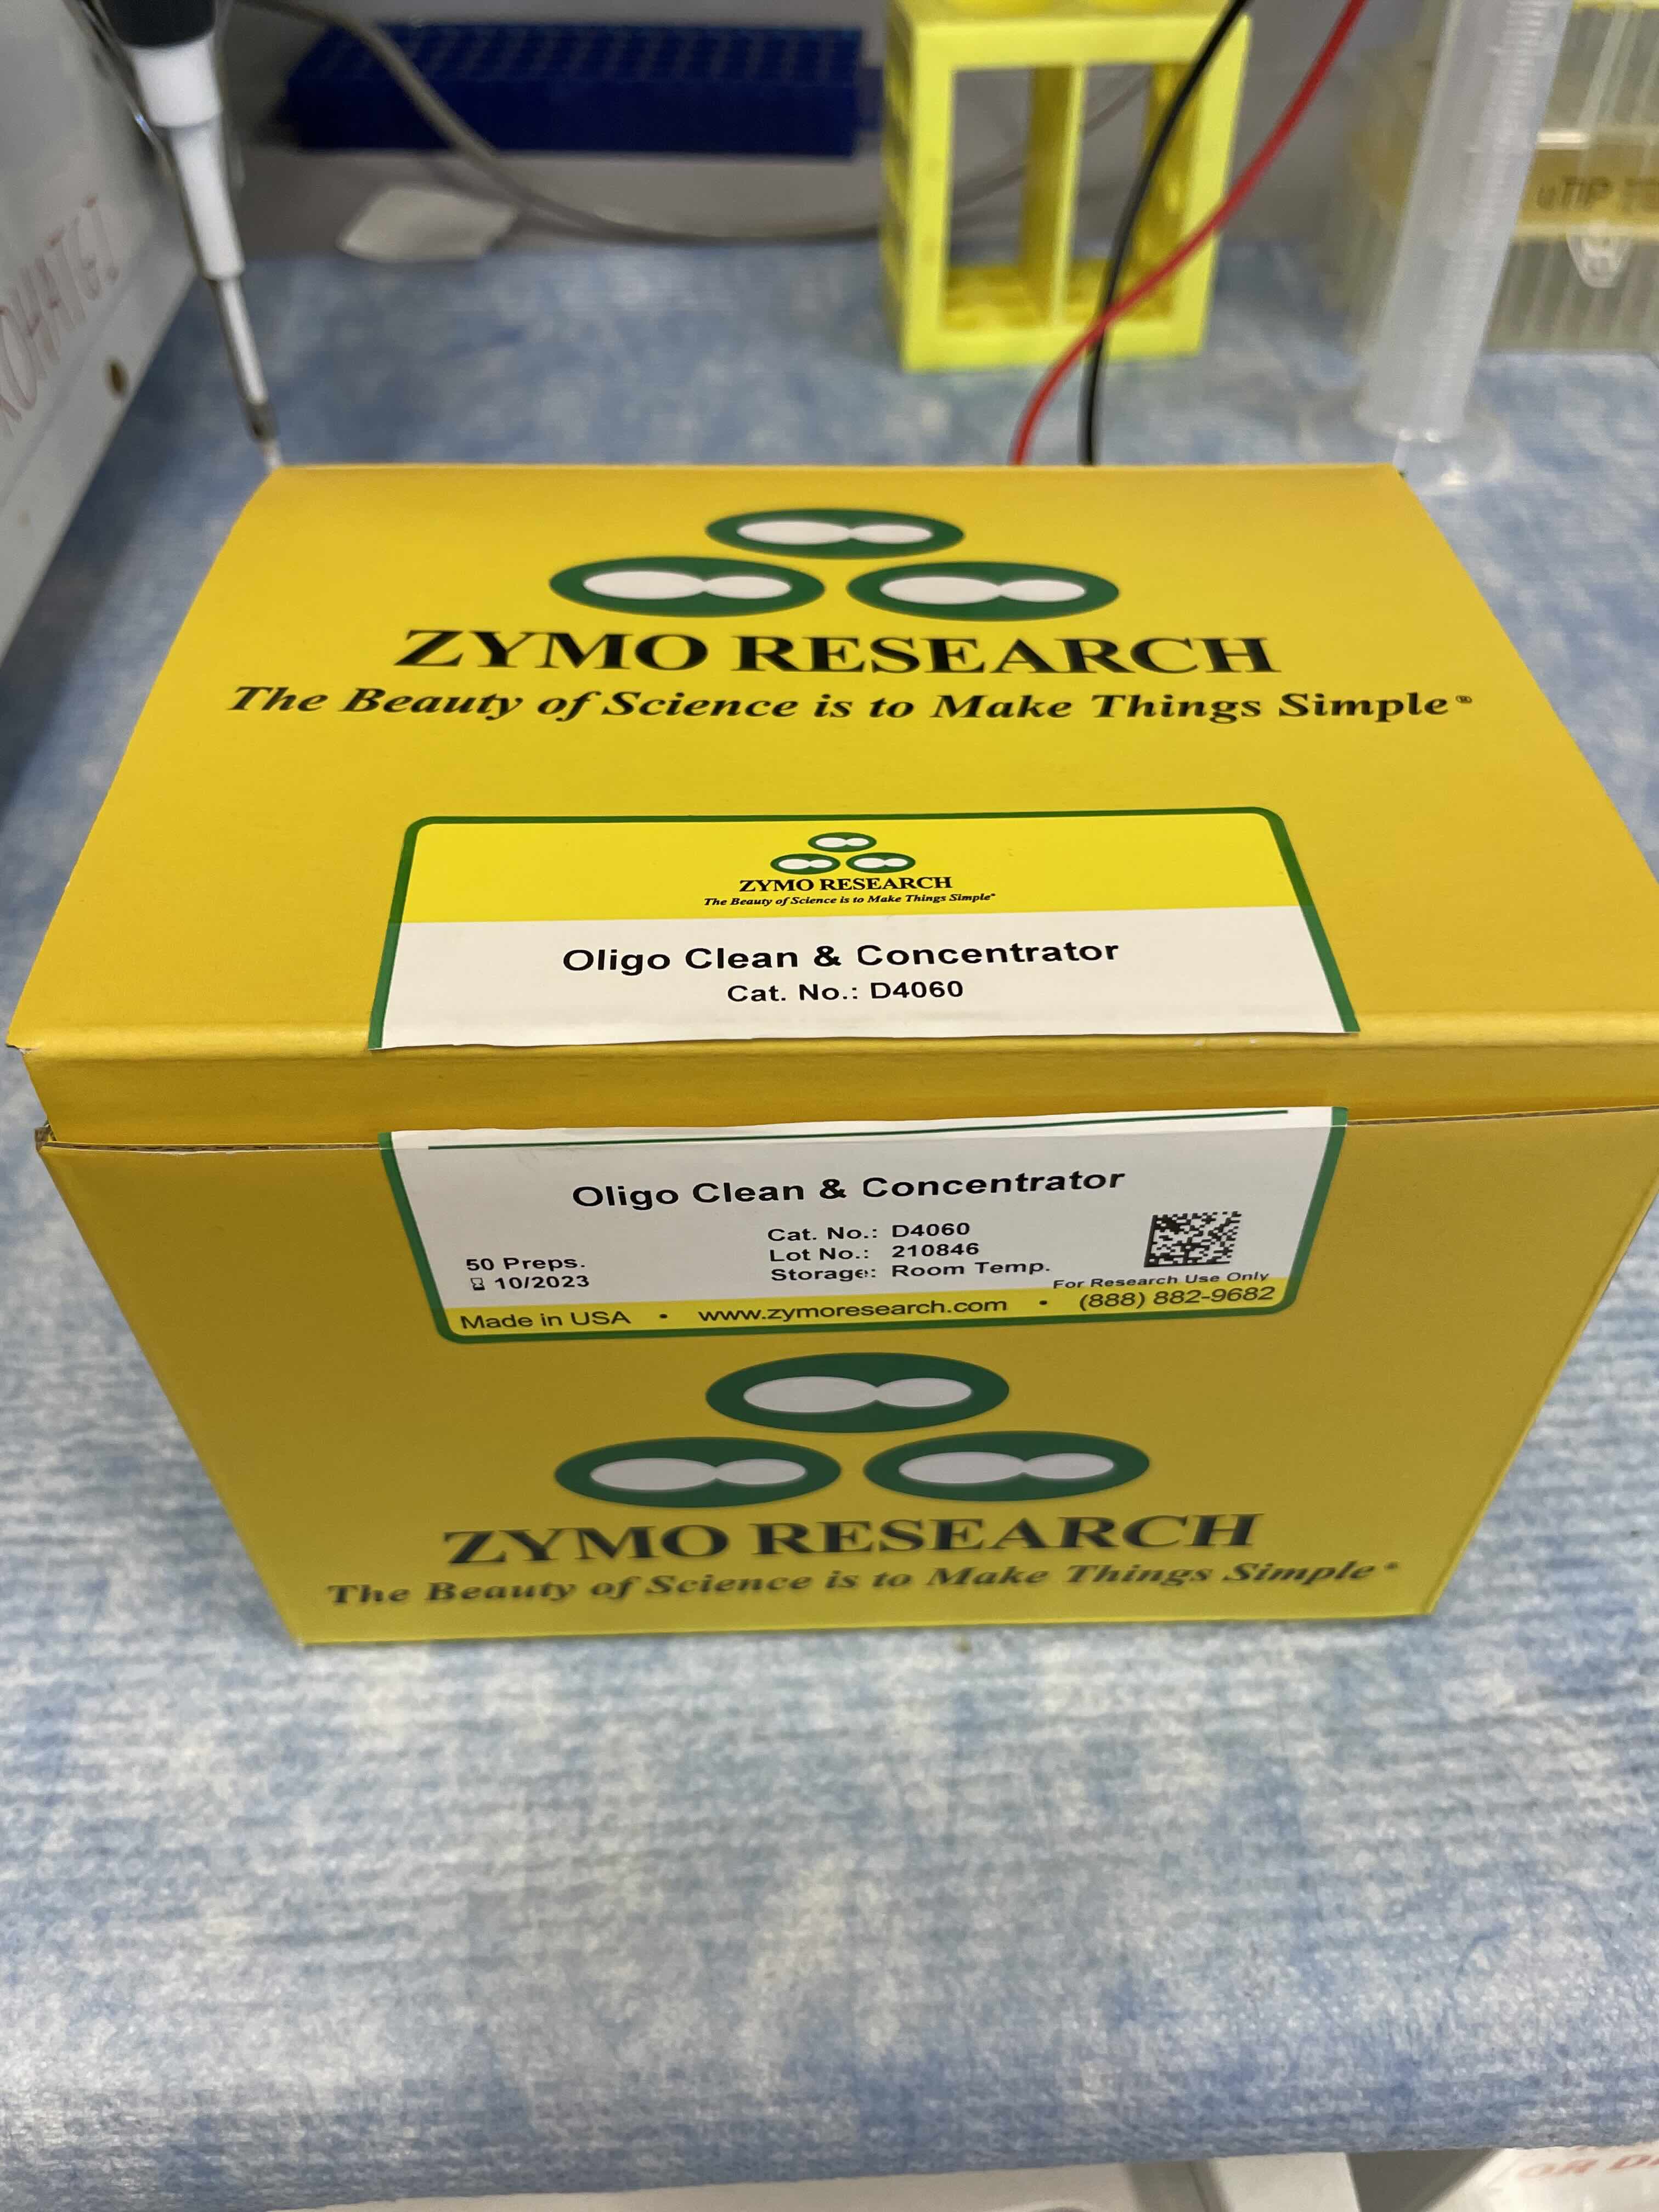 ZYMO RESEARCH
The Beauty of Science is to Make Things Simple®
ZYMO RESEARCH
The Beauty of Science is to Make Things Simple®
Oligo Clean & Concentrator
Cat. No.: D4060
Oligo Clean & Concentrator
50 Preps.
10/2023
Cat. No.: D4060
Lot No.: 210846
Storage: Room Temp.
For Research Use Only
Made in USA • www.zymoresearch.com • (888) 882-9682
ZYMO RESEARCH
The Beauty of Science is to Make Things Simple®